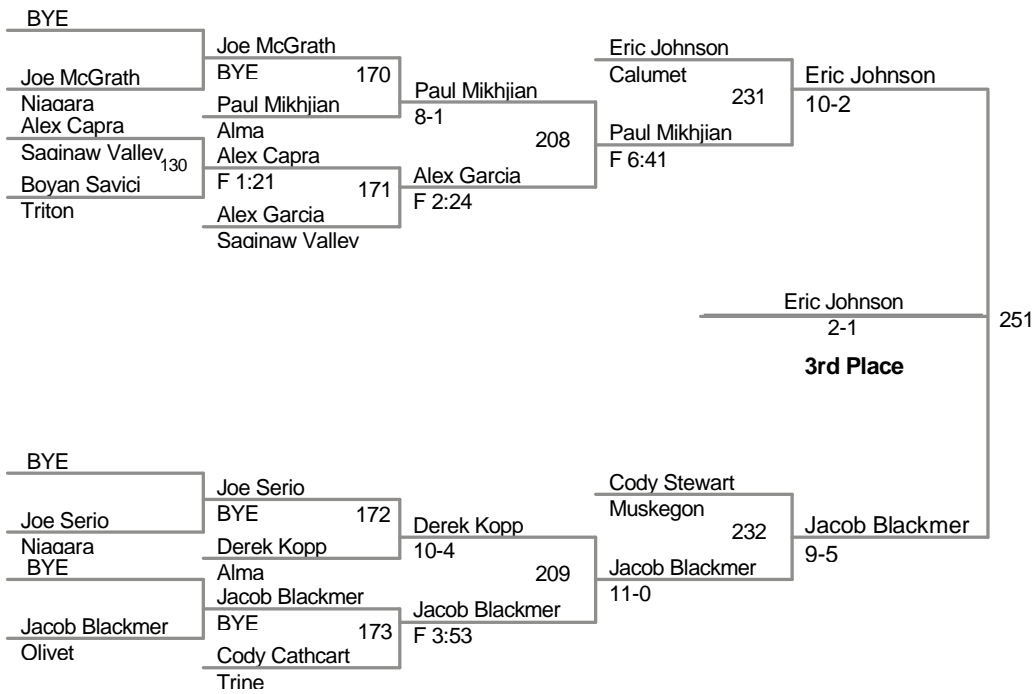 BYE
Joe McGrath
Niagara
Alex Capra
Saginaw Valley
130
Boyan Savici
Triton
Joe McGrath
BYE
170
Paul Mikhjian
Alma
Alex Capra
F 1:21
171
Alex Garcia
Saginaw Valley
Paul Mikhjian
8-1
208
Alex Garcia
F 2:24
Eric Johnson
Calumet
231
Paul Mikhjian
F 6:41
Eric Johnson
10-2
Eric Johnson
2-1
251
3rd Place
BYE
Joe Serio
Niagara
BYE
Jacob Blackmer
Olivet
Joe Serio
BYE
172
Derek Kopp
Alma
Jacob Blackmer
BYE
173
Cody Cathcart
Trine
Derek Kopp
10-4
209
Jacob Blackmer
F 3:53
Cody Stewart
Muskegon
232
Jacob Blackmer
11-0
Jacob Blackmer
9-5